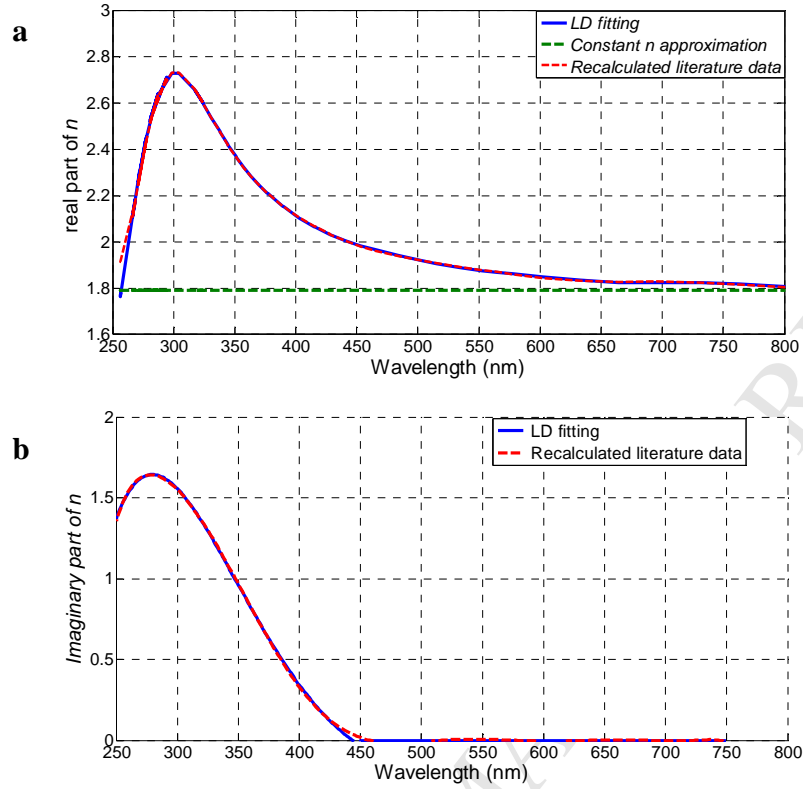 a
3
2.8
2.6
2.4
2.2
2
1.8
1.6
real part of n
LD fitting
Constant n approximation
Recalculated literature data
250 300 350 400 450 500 550 600 650 700 750 800
Wavelength (nm)
b
2
1.5
1
0.5
0
Imaginary part of n
LD fitting
Recalculated literature data
250 300 350 400 450 500 550 600 650 700 750 800
Wavelength (nm)